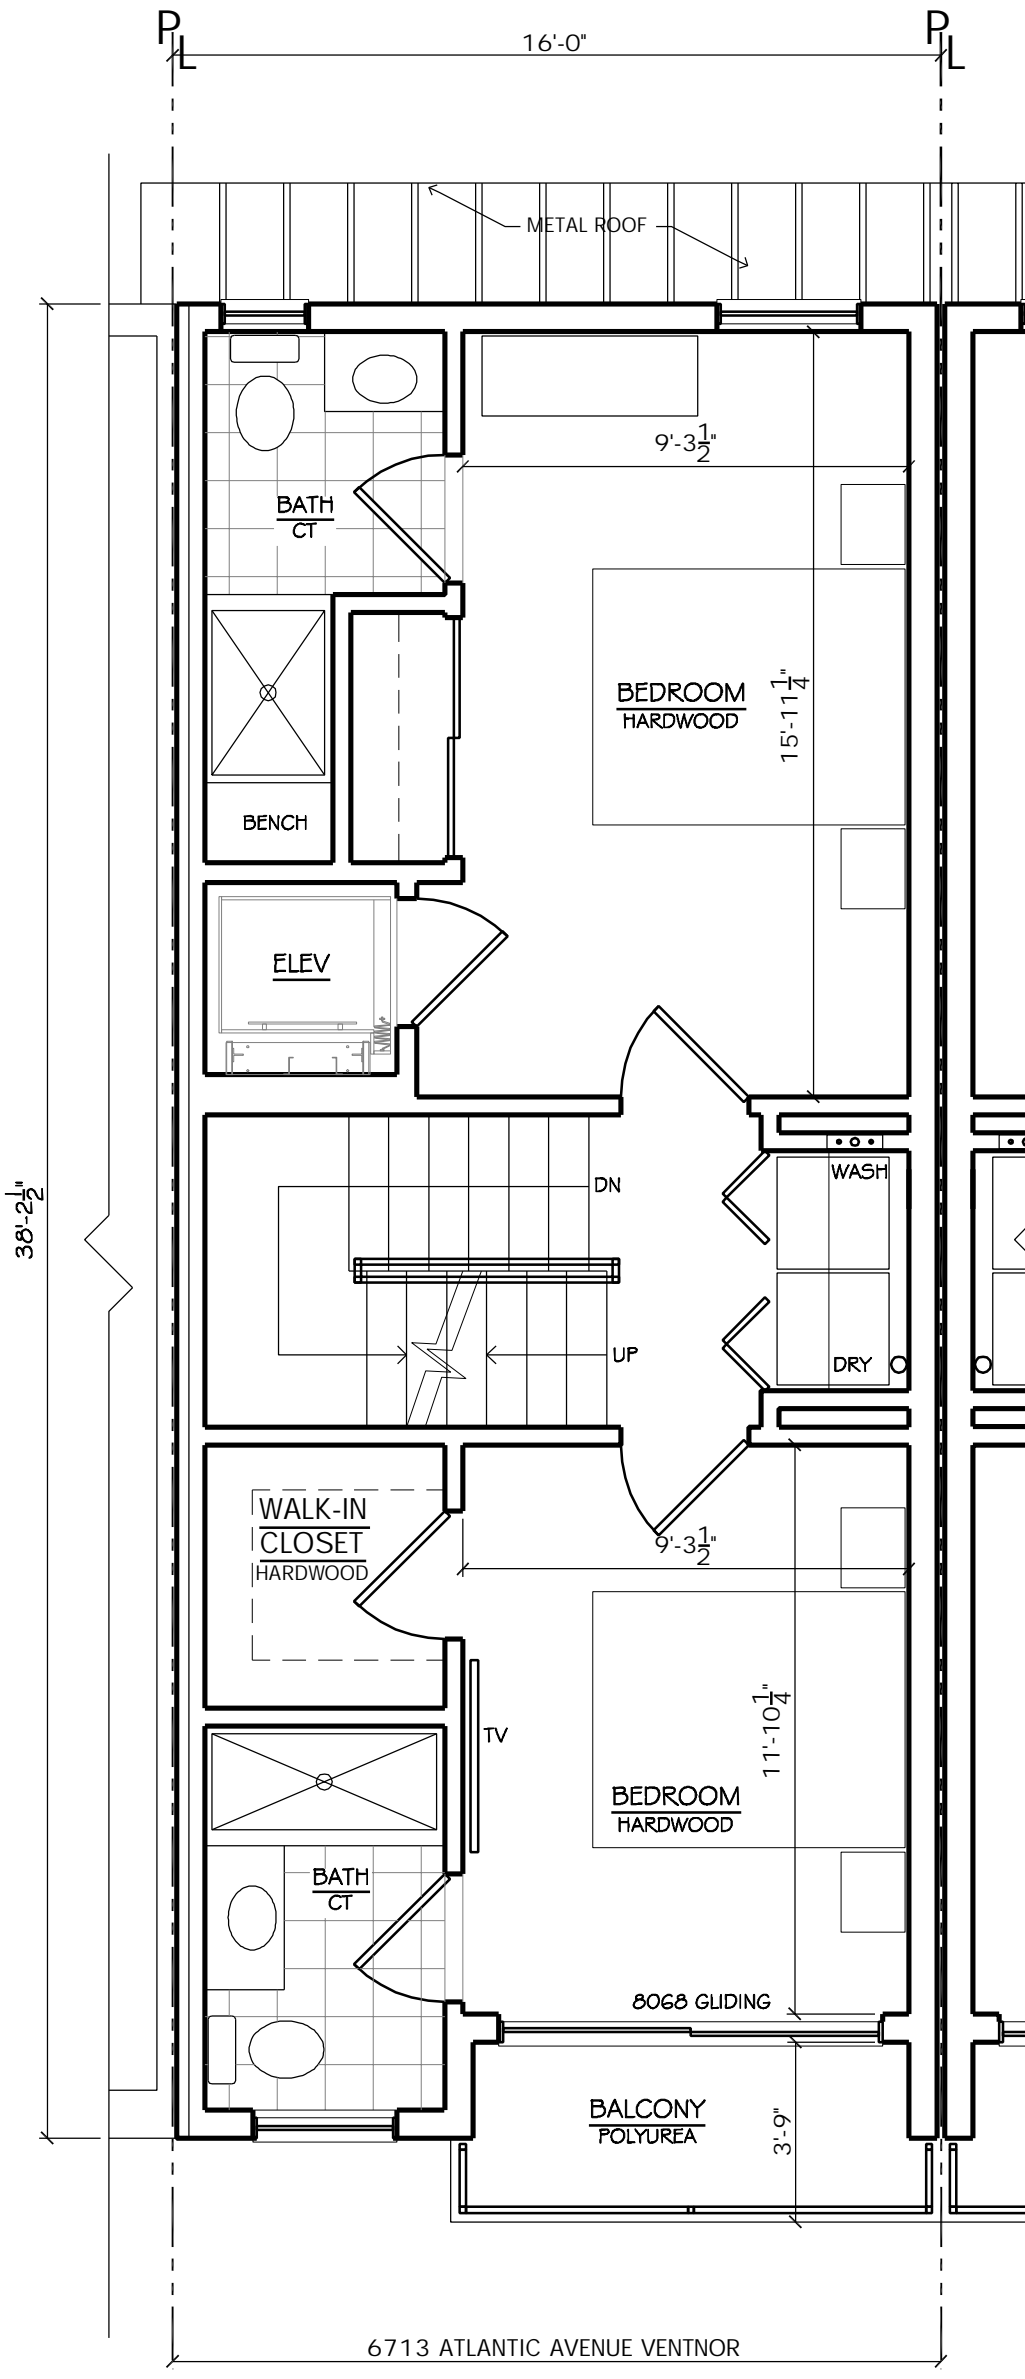 PL
PL
16'-0"
METAL ROOF
9'-3 1/2"
BATH
CT
BEDROOM
HARDWOOD
15'-11 1/4"
BENCH
ELEV
DN
WASH
38'-2 1/2"
UP
DRY
WALK-IN
CLOSET
HARDWOOD
9'-3 1/2"
11'-10 1/4"
TV
BEDROOM
HARDWOOD
BATH
CT
8068 GLIDING
BALCONY
POLYUREA
3'-9"
6713 ATLANTIC AVENUE VENTNOR